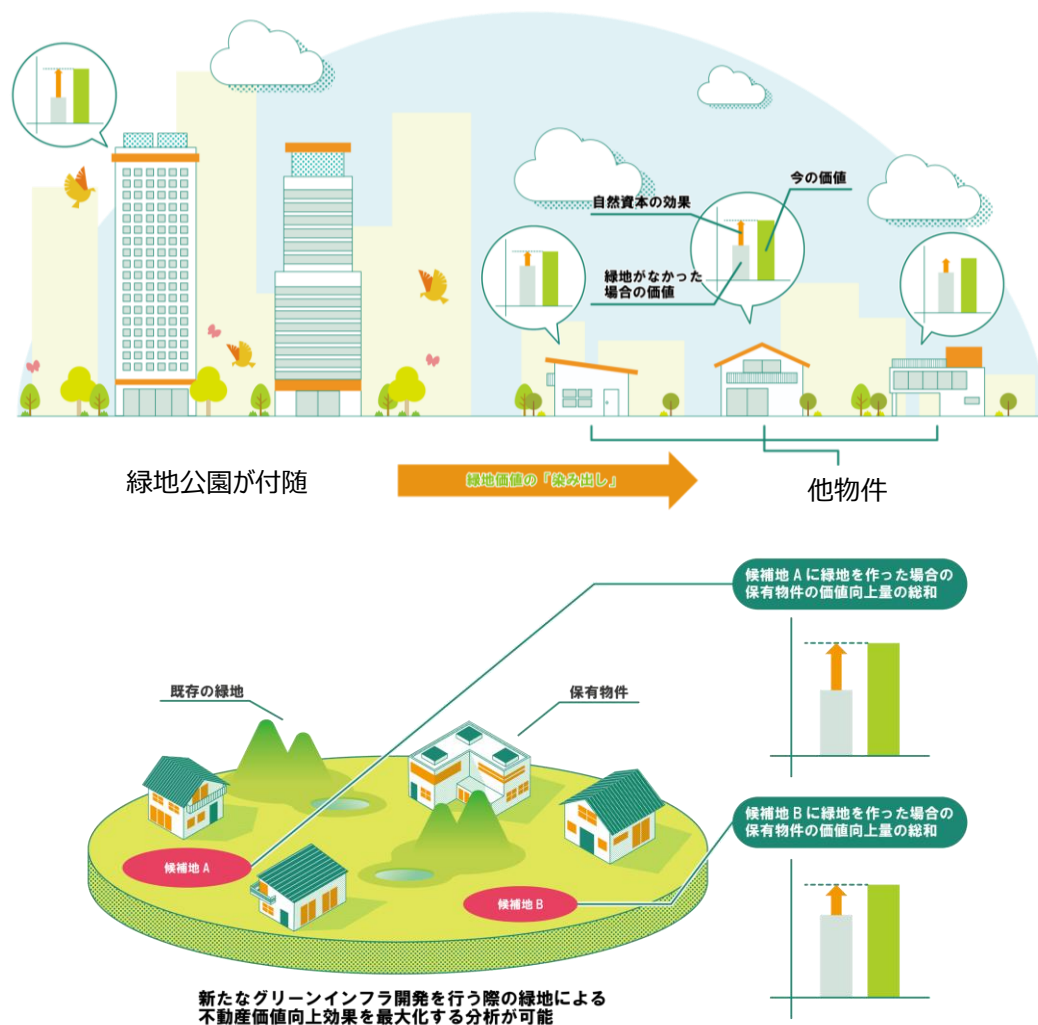 今の価値
自然資本の効果
緑地がなかった
場合の価値
緑地公園が付随
緑地価値の「染み出し」
他物件
候補地Aに緑地を作った場合の
保有物件の価値向上量の総和
既存の緑地
保有物件
候補地Bに緑地を作った場合の
保有物件の価値向上量の総和
候補地A
候補地B
新たなグリーンインフラ開発を行う際の緑地による
不動産価値向上効果を最大化する分析が可能